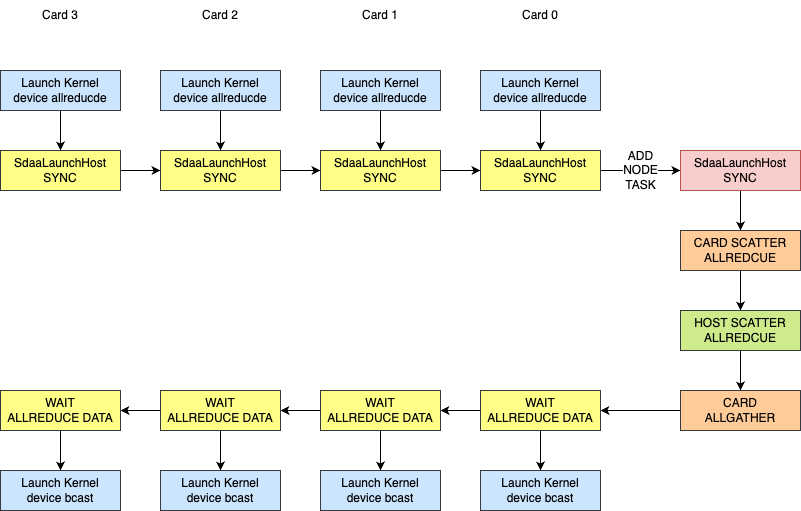 Card 3
Card 2
Card 1
Card 0
Launch Kernel
device allreducde
Launch Kernel
device allreducde
Launch Kernel
device allreducde
Launch Kernel
device allreducde
SdaaLaunchHost
SYNC
SdaaLaunchHost
SYNC
SdaaLaunchHost
SYNC
SdaaLaunchHost
SYNC
ADD
NODE
TASK
SdaaLaunchHost
SYNC
CARD SCATTER
ALLREDCUE
HOST SCATTER
ALLREDCUE
WAIT
ALLREDUCE DATA
WAIT
ALLREDUCE DATA
WAIT
ALLREDUCE DATA
WAIT
ALLREDUCE DATA
CARD
ALLGATHER
Launch Kernel
device bcast
Launch Kernel
device bcast
Launch Kernel
device bcast
Launch Kernel
device bcast